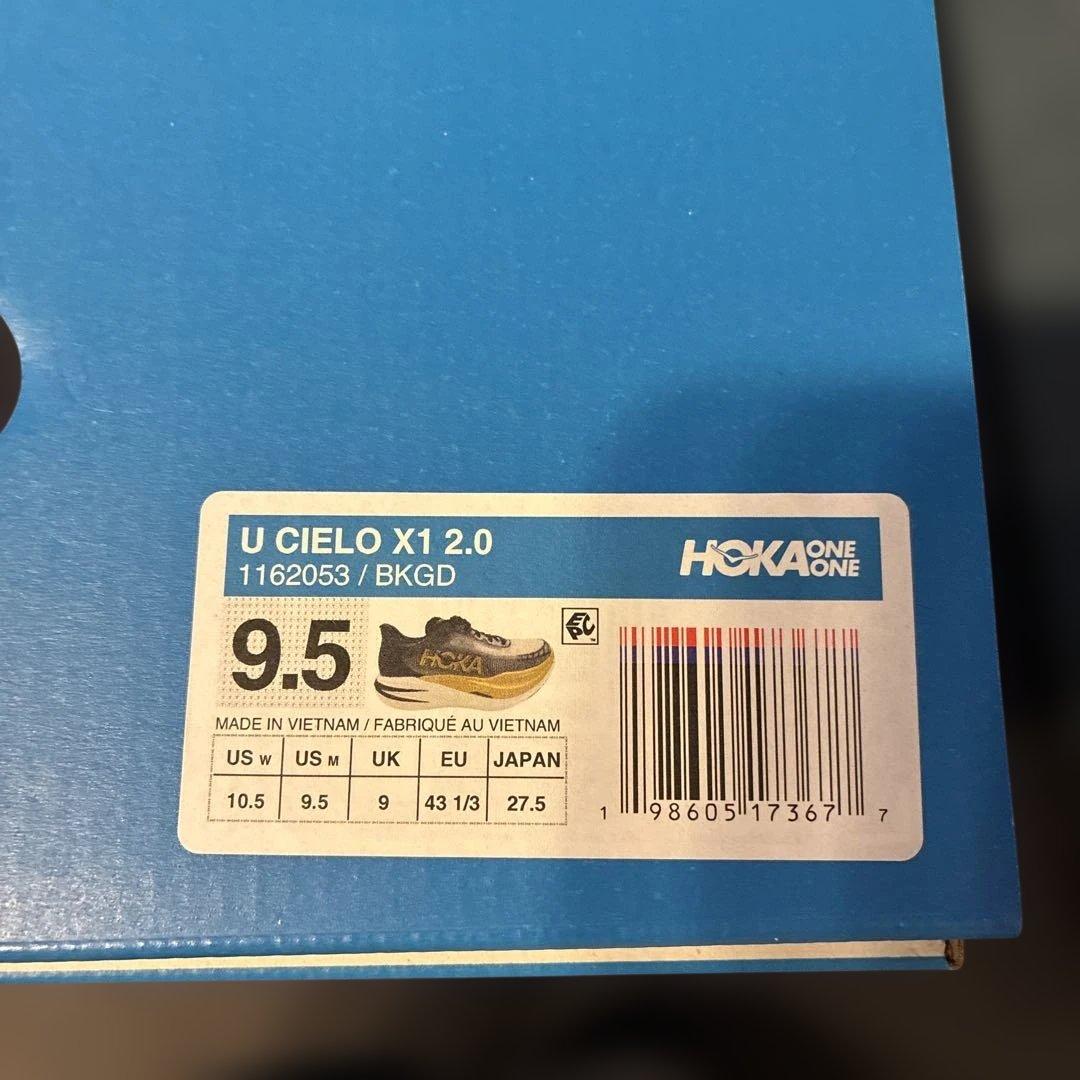 U CIELO X1 2.0
1162053 / BKGD
HOKA ONE ONE
9.5
HOKA
EPC™
MADE IN VIETNAM / FABRIQUÉ AU VIETNAM
US W US M UK EU JAPAN
10.5 9.5 9 43 1/3 27.5
1 98605 17367 7